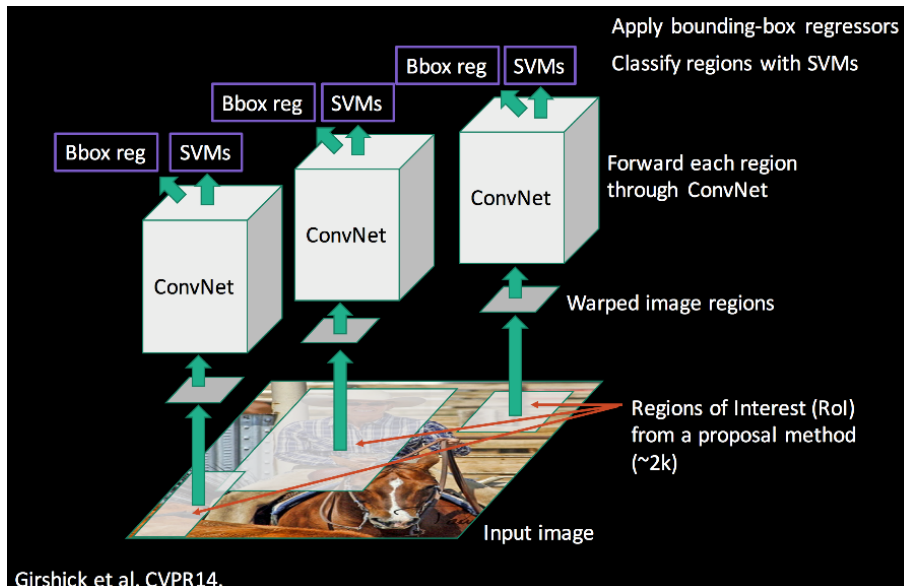 Apply bounding-box regressors
Bbox reg
SVMs
Classify regions with SVMs
Bbox reg
SVMs
Bbox reg
SVMs
Forward each region
through ConvNet
ConvNet
ConvNet
ConvNet
Warped image regions
Regions of Interest (RoI)
from a proposal method
(~2k)
Input image
Girshick et al. CVPR14.